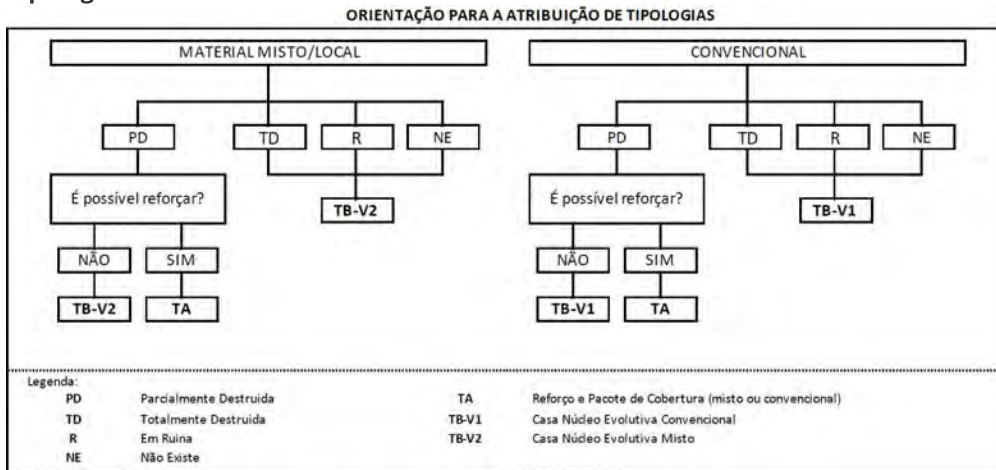 ORIENTAÇÃO PARA A ATRIBUIÇÃO DE TIPOLOGIAS
MATERIAL MISTO/LOCAL
PD TD R NE
É possível reforçar?
TB-V2
NÃO SIM
TB-V2 TA
CONVENCIONAL
PD TD R NE
É possível reforçar?
TB-V1
NÃO SIM
TB-V1 TA
Legenda:
PD Parcialmente Destruida
TD Totalmente Destruida
R Em Ruina
NE Não Existe
TA Reforço e Pacote de Cobertura (misto ou convencional)
TB-V1 Casa Núcleo Evolutiva Convencional
TB-V2 Casa Núcleo Evolutiva Misto